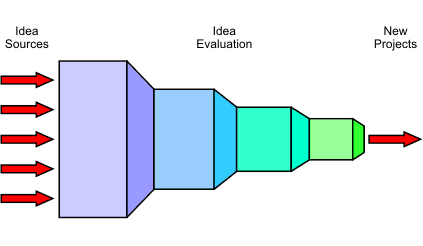 Idea
Sources
Idea
Evaluation
New
Projects